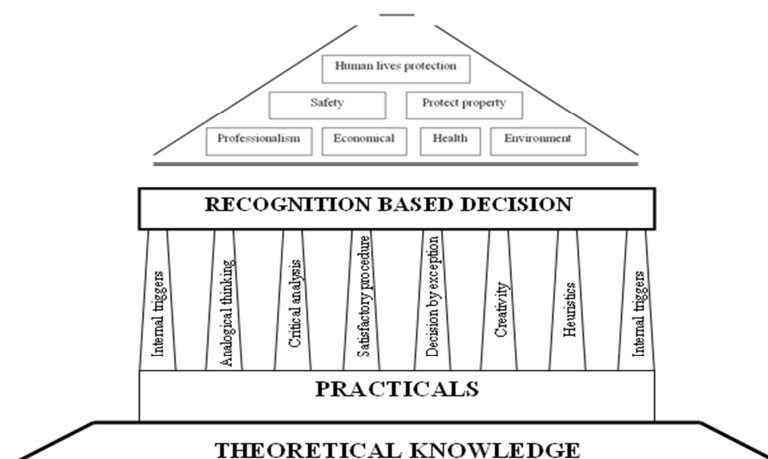 Human lives protection
Safety
Protect property
Professionalism
Economical
Health
Environment
RECOGNITION BASED DECISION
Internal triggers
Analogical thinking
Critical analysis
Satisfactory procedure
Decision by exception
Creativity
Heuristics
Internal triggers
PRACTICALS
THEORETICAL KNOWLEDGE